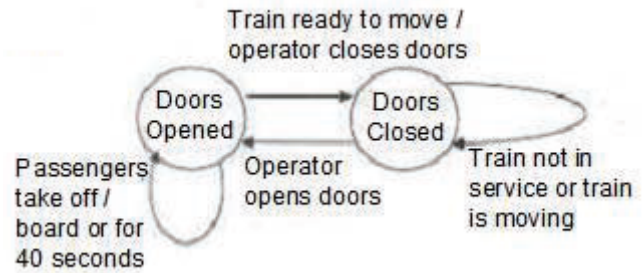 Train ready to move /
operator closes doors
Doors
Opened
Doors
Closed
Passengers
take off /
board or for
40 seconds
Operator
opens doors
Train not in
service or train
is moving